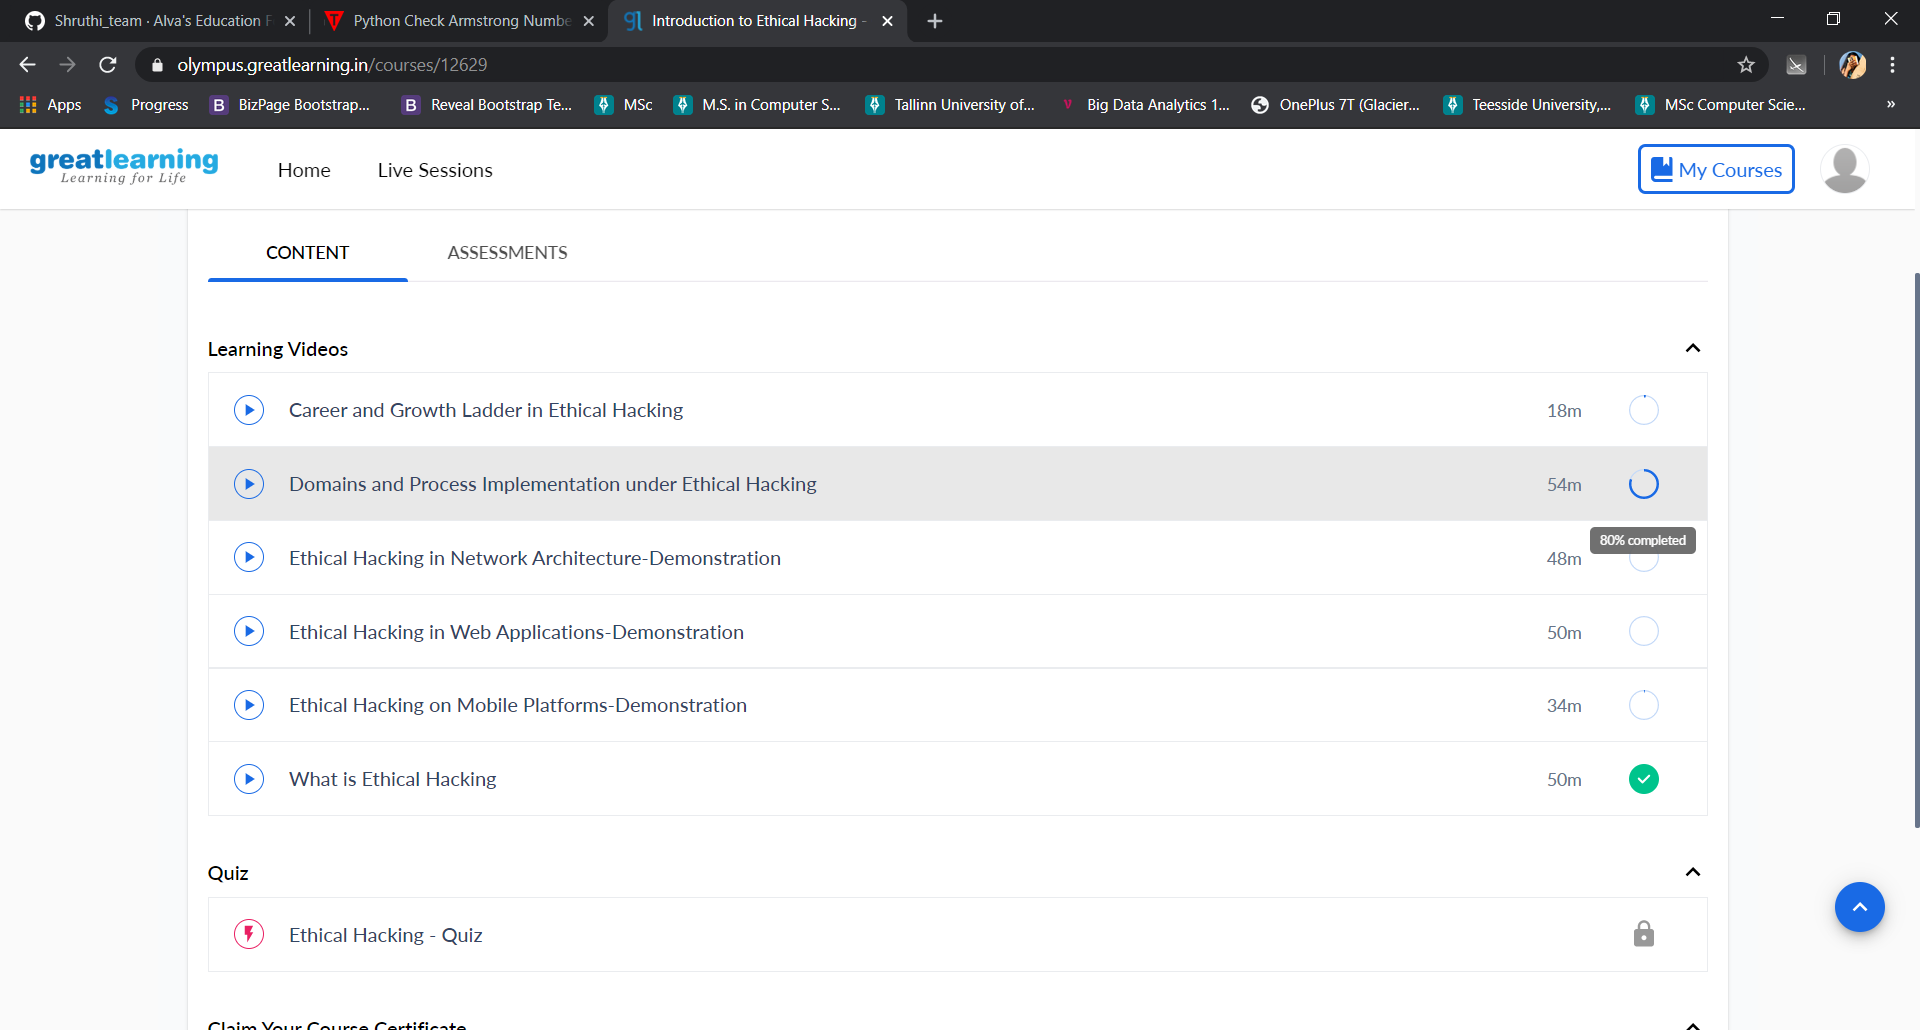 Shruthi_team · Alva's Education F
Python Check Armstrong Numbe
gl Introduction to Ethical Hacking -
olympus.greatlearning.in/courses/12629
Apps
Progress
B BizPage Bootstrap...
B Reveal Bootstrap Te...
MSc
M.S. in Computer S...
Tallinn University of...
Big Data Analytics 1...
OnePlus 7T (Glacier...
Teesside University,...
MSc Computer Scie...
»
greatlearning
Learning for Life
Home
Live Sessions
My Courses
CONTENT
ASSESSMENTS
Learning Videos
Career and Growth Ladder in Ethical Hacking 18m
Domains and Process Implementation under Ethical Hacking 54m
80% completed
Ethical Hacking in Network Architecture-Demonstration 48m
Ethical Hacking in Web Applications-Demonstration 50m
Ethical Hacking on Mobile Platforms-Demonstration 34m
What is Ethical Hacking 50m
Quiz
Ethical Hacking - Quiz
Claim Your Course Certificate